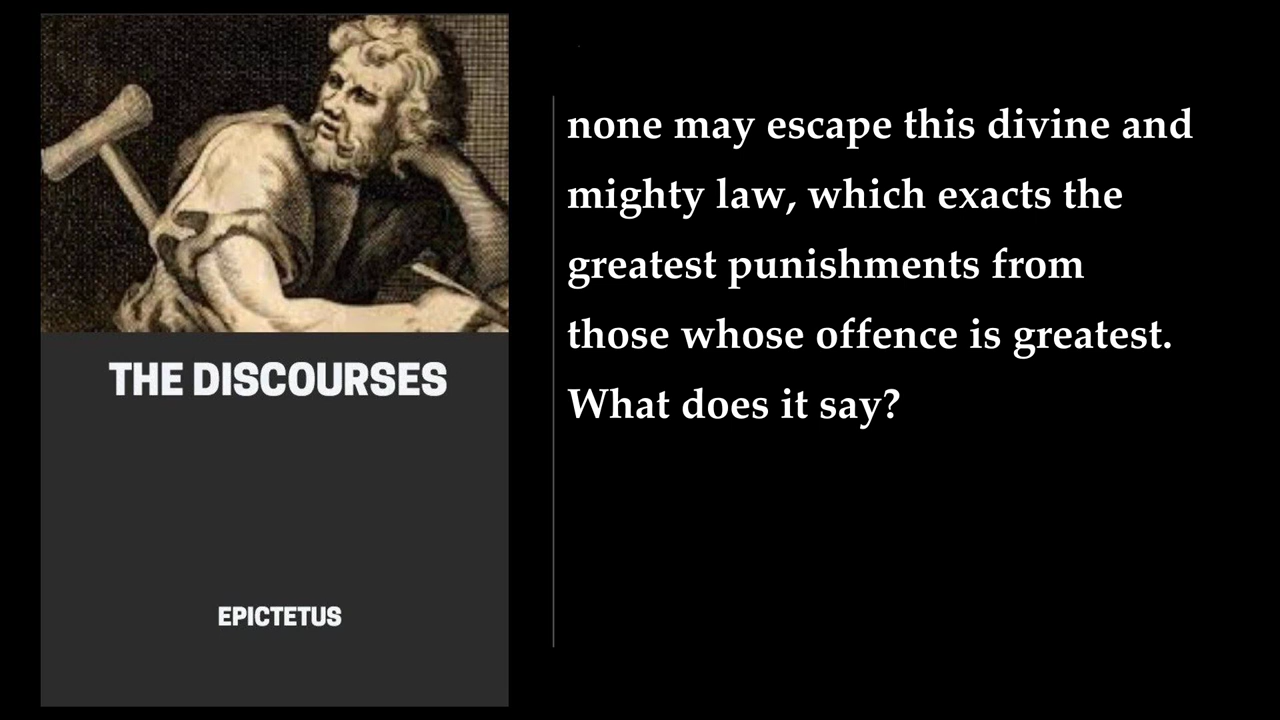 THE DISCOURSES
EPICTETUS
none may escape this divine and
mighty law, which exacts the
greatest punishments from
those whose offence is greatest.
What does it say?